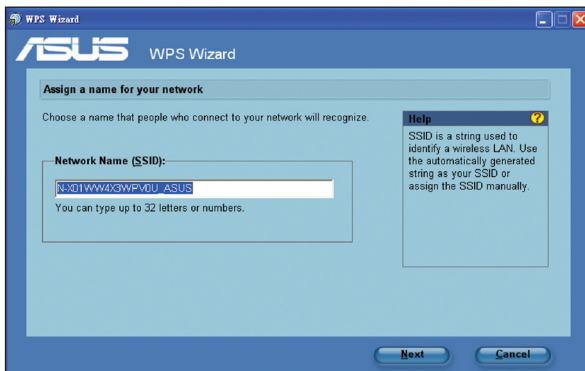 WPS Wizard
ASUS WPS Wizard
Assign a name for your network
Choose a name that people who connect to your network will recognize.
Network Name (SSID):
N-X01WW4X3WPV0U_ASUS
You can type up to 32 letters or numbers.
Help
SSID is a string used to
identify a wireless LAN. Use
the automatically generated
string as your SSID or
assign the SSID manually.
Next
Cancel